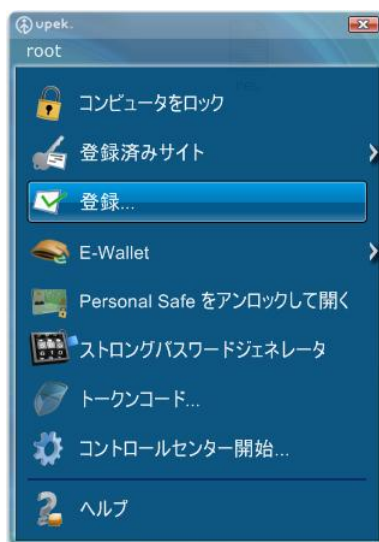 upek.
root
コンピュータをロック
登録済みサイト
登録...
E-Wallet
Personal Safe をアンロックして開く
ストロングパスワードジェネレータ
トークンコード...
コントロールセンター開始...
ヘルプ